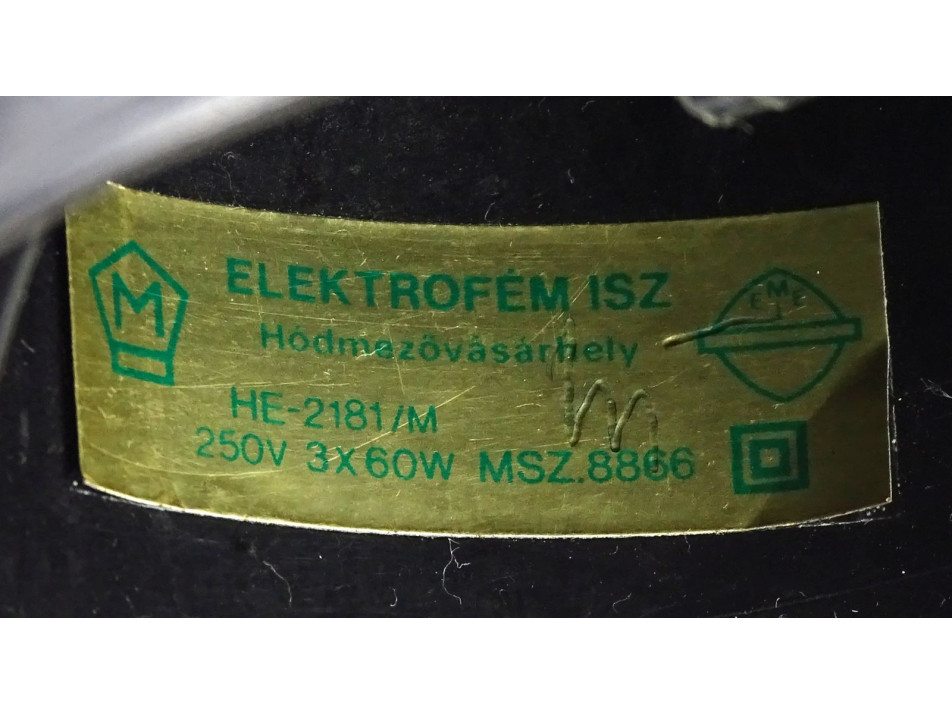 M
ELEKTROFÉM ISZ
EME
Hódmezővásárhely
HE-2181/M
250V 3X60W MSZ.8866